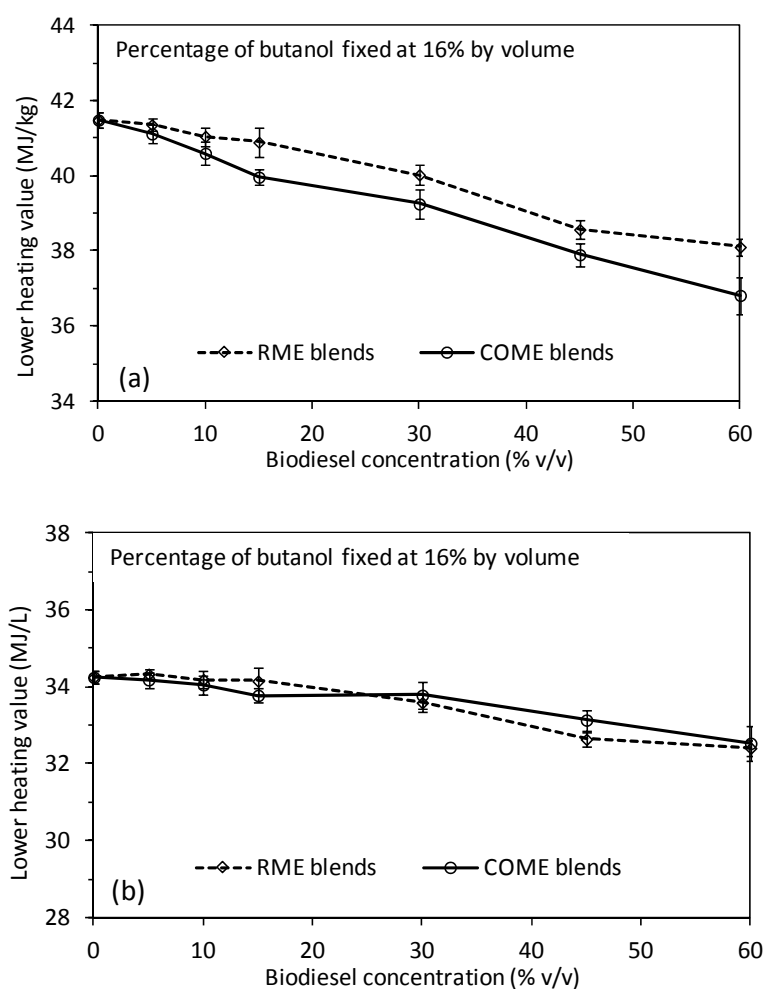 44
Percentage of butanol fixed at 16% by volume
42
40
38
36
34
Lower heating value (MJ/kg)
RME blends COME blends
(a)
0 10 20 30 40 50 60
Biodiesel concentration (% v/v)
38
Percentage of butanol fixed at 16% by volume
36
34
32
30
28
Lower heating value (MJ/L)
RME blends COME blends
(b)
0 10 20 30 40 50 60
Biodiesel concentration (% v/v)